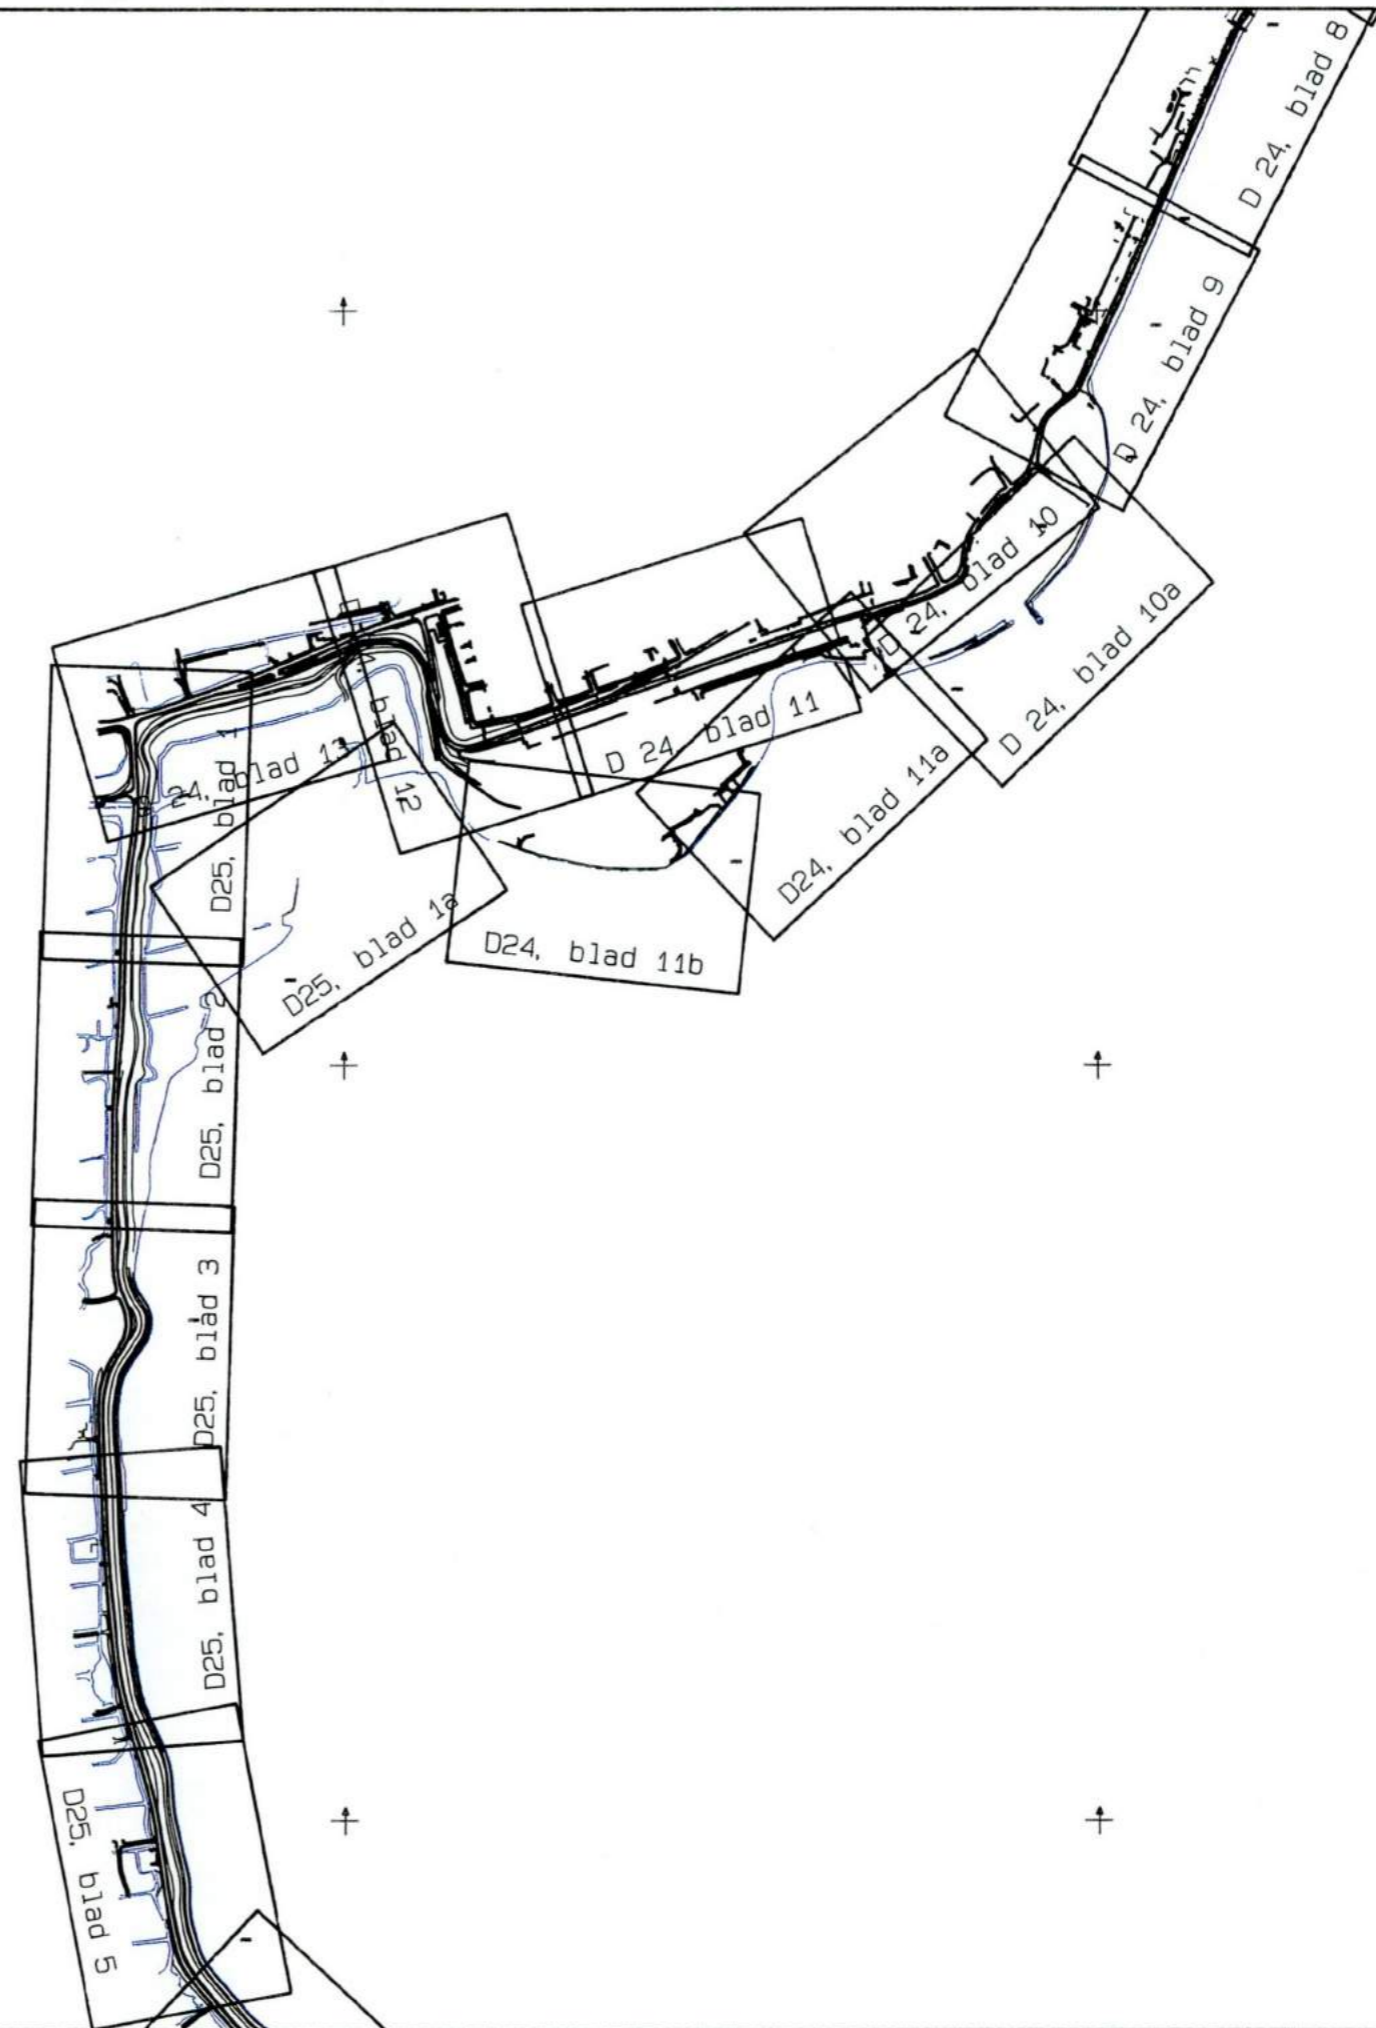 D 24, blad 8
D 24, blad 9
D 24, blad 10
D 24, blad 10a
D 24, blad 11
D24, blad 11a
D24, blad 11b
blad 12
24, blad 13
D25, blad 1
D25, blad 1a
D25, blad 2
D25, blad 3
D25, blad 4
D25, blad 5